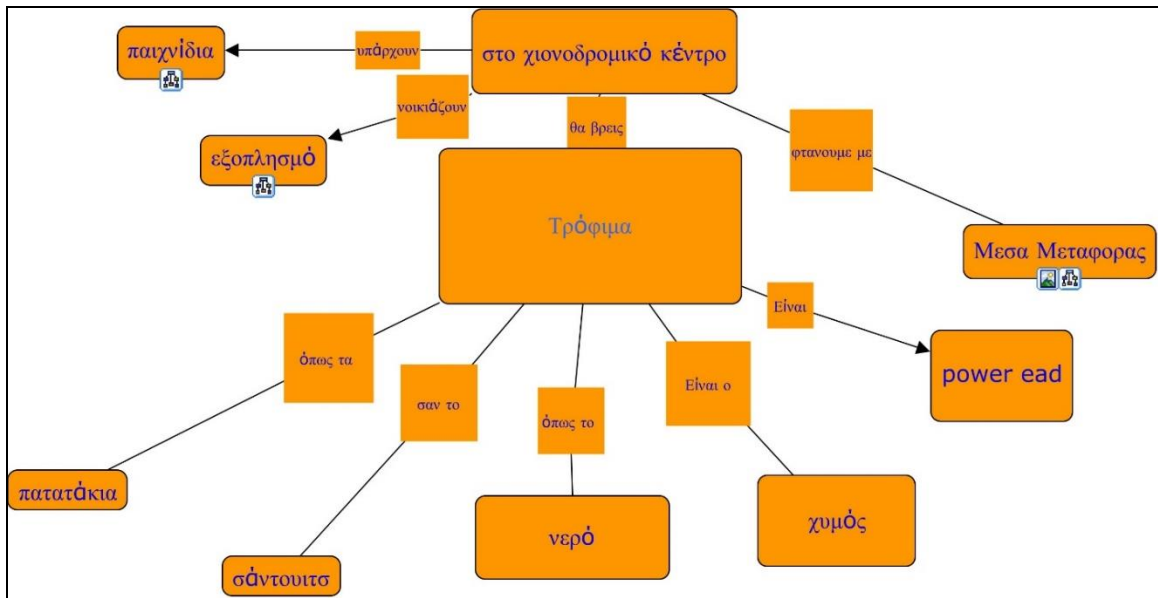 παιχνίδια
υπάρχουν
στο χιονοδρομικό κέντρο
νοικιάζουν
εξοπλησμό
θα βρεις
φτανουμε με
Τρόφιμα
Μεσα Μεταφορας
Είναι
όπως τα
σαν το
όπως το
Είναι ο
power ead
πατατάκια
σάντουιτσ
νερό
χυμός